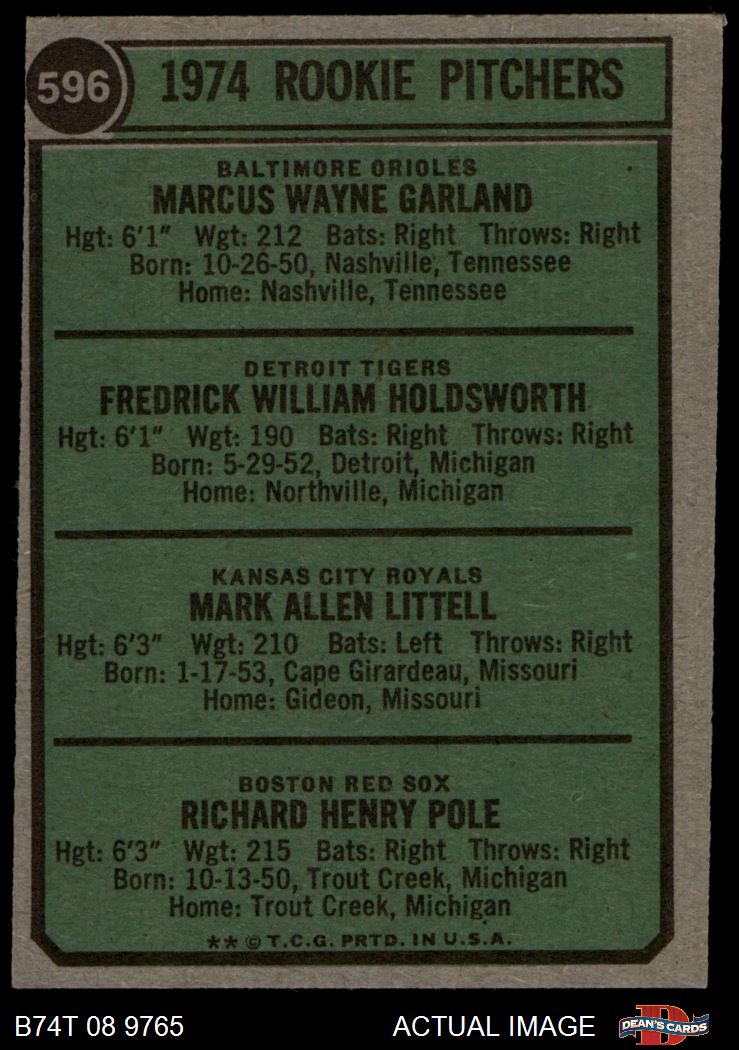 596
1974 ROOKIE PITCHERS
BALTIMORE ORIOLES
MARCUS WAYNE GARLAND
Hgt: 6'1" Wgt: 212 Bats: Right Throws: Right
Born: 10-26-50, Nashville, Tennessee
Home: Nashville, Tennessee
DETROIT TIGERS
FREDRICK WILLIAM HOLDSWORTH
Hgt: 6'1" Wgt: 190 Bats: Right Throws: Right
Born: 5-29-52, Detroit, Michigan
Home: Northville, Michigan
KANSAS CITY ROYALS
MARK ALLEN LITTELL
Hgt: 6'3" Wgt: 210 Bats: Left Throws: Right
Born: 1-17-53, Cape Girardeau, Missouri
Home: Gideon, Missouri
BOSTON RED SOX
RICHARD HENRY POLE
Hgt: 6'3" Wgt: 215 Bats: Right Throws: Right
Born: 10-13-50, Trout Creek, Michigan
Home: Trout Creek, Michigan
** © T.C.G. PRTD. IN U.S.A.
B74T 08 9765 ACTUAL IMAGE
D
DEAN'S CARDS